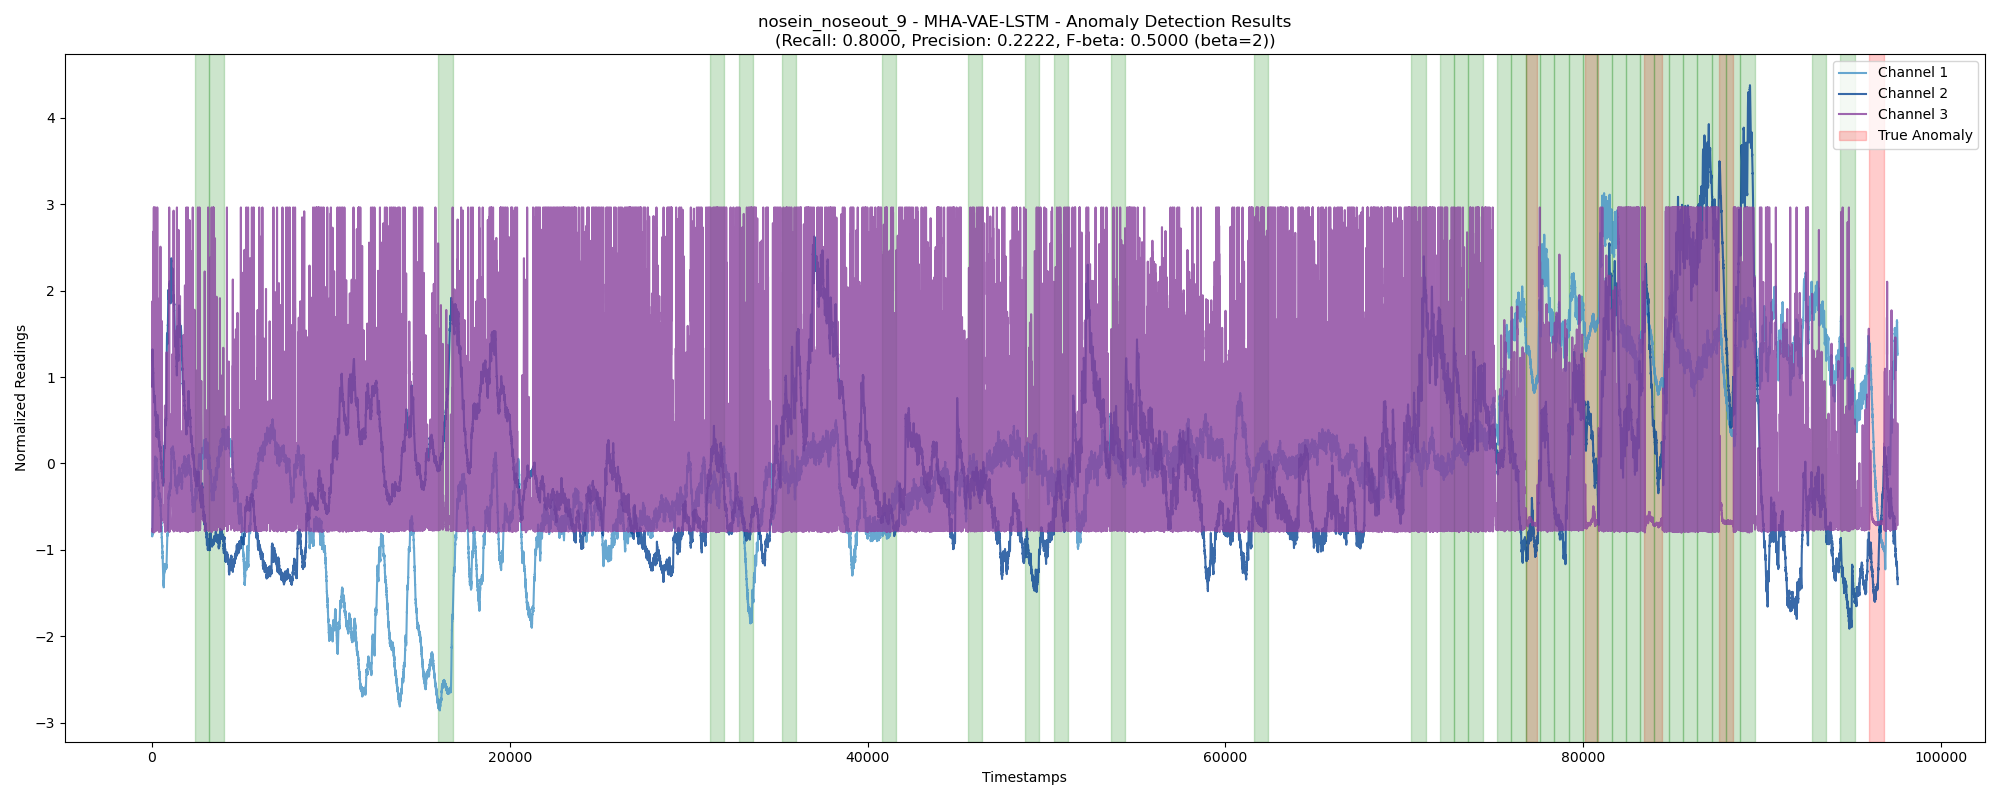 nosein_noseout_9 - MHA-VAE-LSTM - Anomaly Detection Results
(Recall: 0.8000, Precision: 0.2222, F-beta: 0.5000 (beta=2))
Channel 1
Channel 2
Channel 3
True Anomaly
Normalized Readings
4
3
2
1
0
−1
−2
−3
0
20000
40000
60000
80000
100000
Timestamps